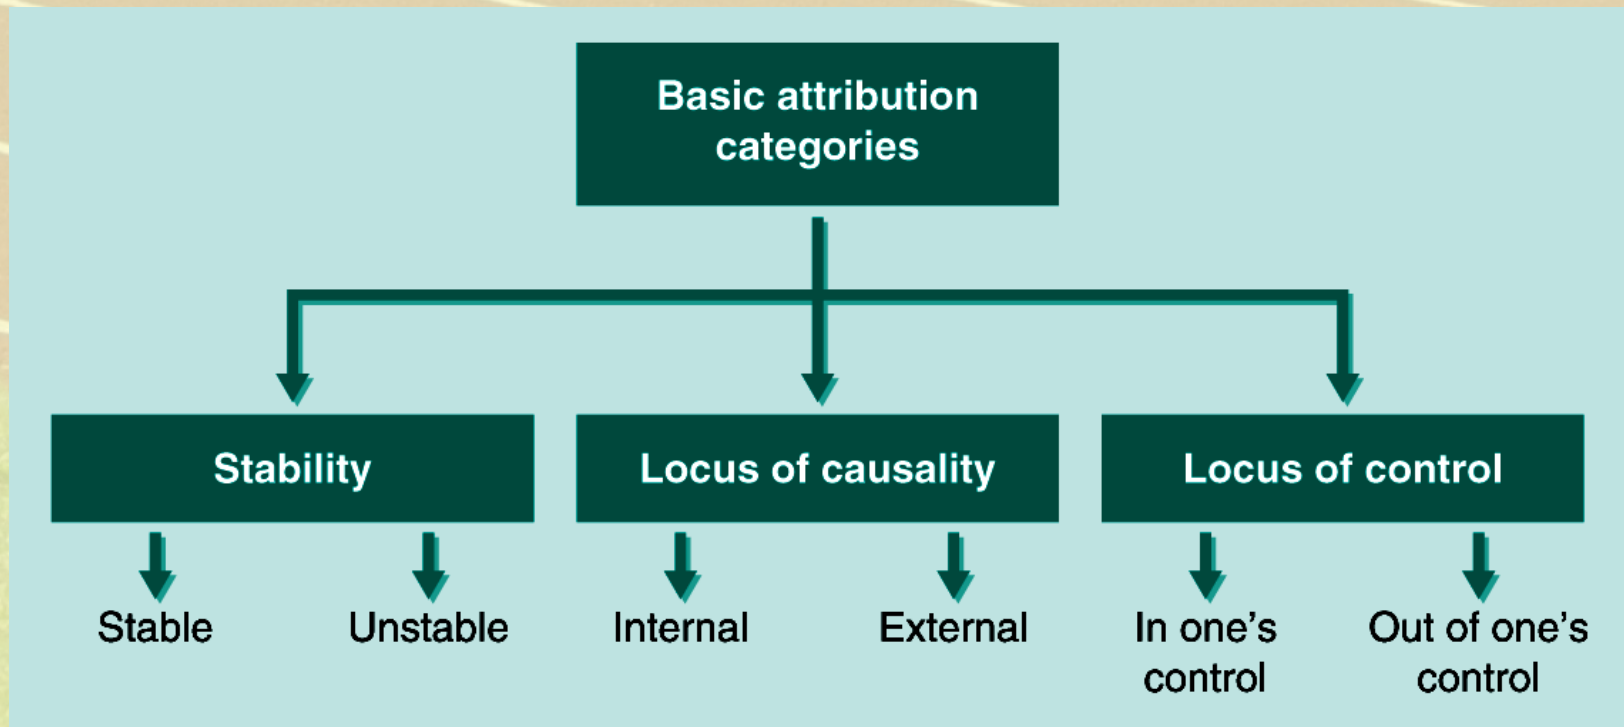 Basic attribution
categories
Stability
Locus of causality
Locus of control
Stable
Unstable
Internal
External
In one's
control
Out of one's
control